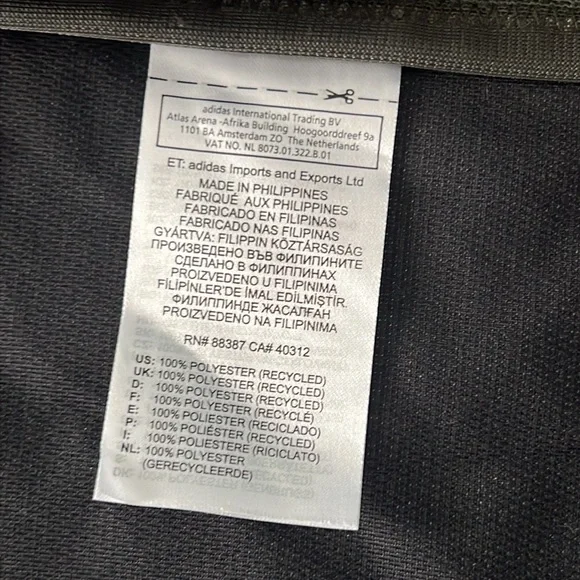 adidas International Trading BV
Atlas Arena -Afrika Building Hoogoorddreef 9a
1101 BA Amsterdam ZO The Netherlands
VAT NO. NL 8073.01.322.B.01
ET: adidas Imports and Exports Ltd
MADE IN PHILIPPINES
FABRIQUÉ AUX PHILIPPINES
FABRICADO EN FILIPINAS
FABRICADO NAS FILIPINAS
GYÁRTVA: FILIPPIN KÖZTÁRSASÁG
ПРОИЗВЕДЕНО ВЪВ ФИЛИПИНИТЕ
СДЕЛАНО В ФИЛИППИНАХ
PROIZVEDENO U FILIPINIMA
FİLİPİNLER'DE İMAL EDİLMİŞTİR.
ФИЛИППИНДЕ ЖАСАЛҒАН
PROIZVEDENO NA FILIPINIMA
RN# 88387 CA# 40312
US: 100% POLYESTER (RECYCLED)
UK: 100% POLYESTER (RECYCLED)
D: 100% POLYESTER (RECYCLED)
F: 100% POLYESTER (RECYCLÉ)
E: 100% POLIÉSTER (RECICLADO)
P: 100% POLIÉSTER (RECYCLED)
I: 100% POLIESTERE (RICICLATO)
NL: 100% POLYESTER
(GERECYCLEERDE)